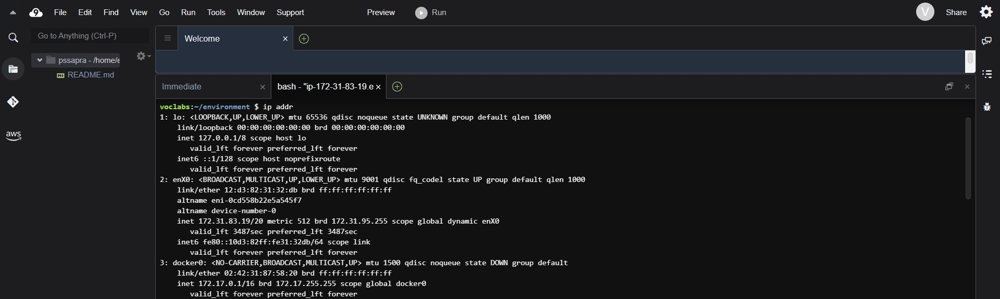 File Edit Find View Go Run Tools Window Support Preview Run V Share
Go to Anything (Ctrl-P)
Welcome
pssapra - /home/e
README.md
aws
Immediate
bash - "ip-172-31-83-19.e
voclabs:~/environment $ ip addr
1: lo: <LOOPBACK,UP,LOWER_UP> mtu 65536 qdisc noqueue state UNKNOWN group default qlen 1000
    link/loopback 00:00:00:00:00:00 brd 00:00:00:00:00:00
    inet 127.0.0.1/8 scope host lo
       valid_lft forever preferred_lft forever
    inet6 ::1/128 scope host noprefixroute
       valid_lft forever preferred_lft forever
2: enX0: <BROADCAST,MULTICAST,UP,LOWER_UP> mtu 9001 qdisc fq_codel state UP group default qlen 1000
    link/ether 12:d3:82:31:32:db brd ff:ff:ff:ff:ff:ff
    altname eni-0cd558b22e5a545f7
    altname device-number-0
    inet 172.31.83.19/20 metric 512 brd 172.31.95.255 scope global dynamic enX0
       valid_lft 3487sec preferred_lft 3487sec
    inet6 fe80::10d3:82ff:fe31:32db/64 scope link
       valid_lft forever preferred_lft forever
3: docker0: <NO-CARRIER,BROADCAST,MULTICAST,UP> mtu 1500 qdisc noqueue state DOWN group default
    link/ether 02:42:31:87:58:20 brd ff:ff:ff:ff:ff:ff
    inet 172.17.0.1/16 brd 172.17.255.255 scope global docker0
       valid_lft forever preferred_lft forever